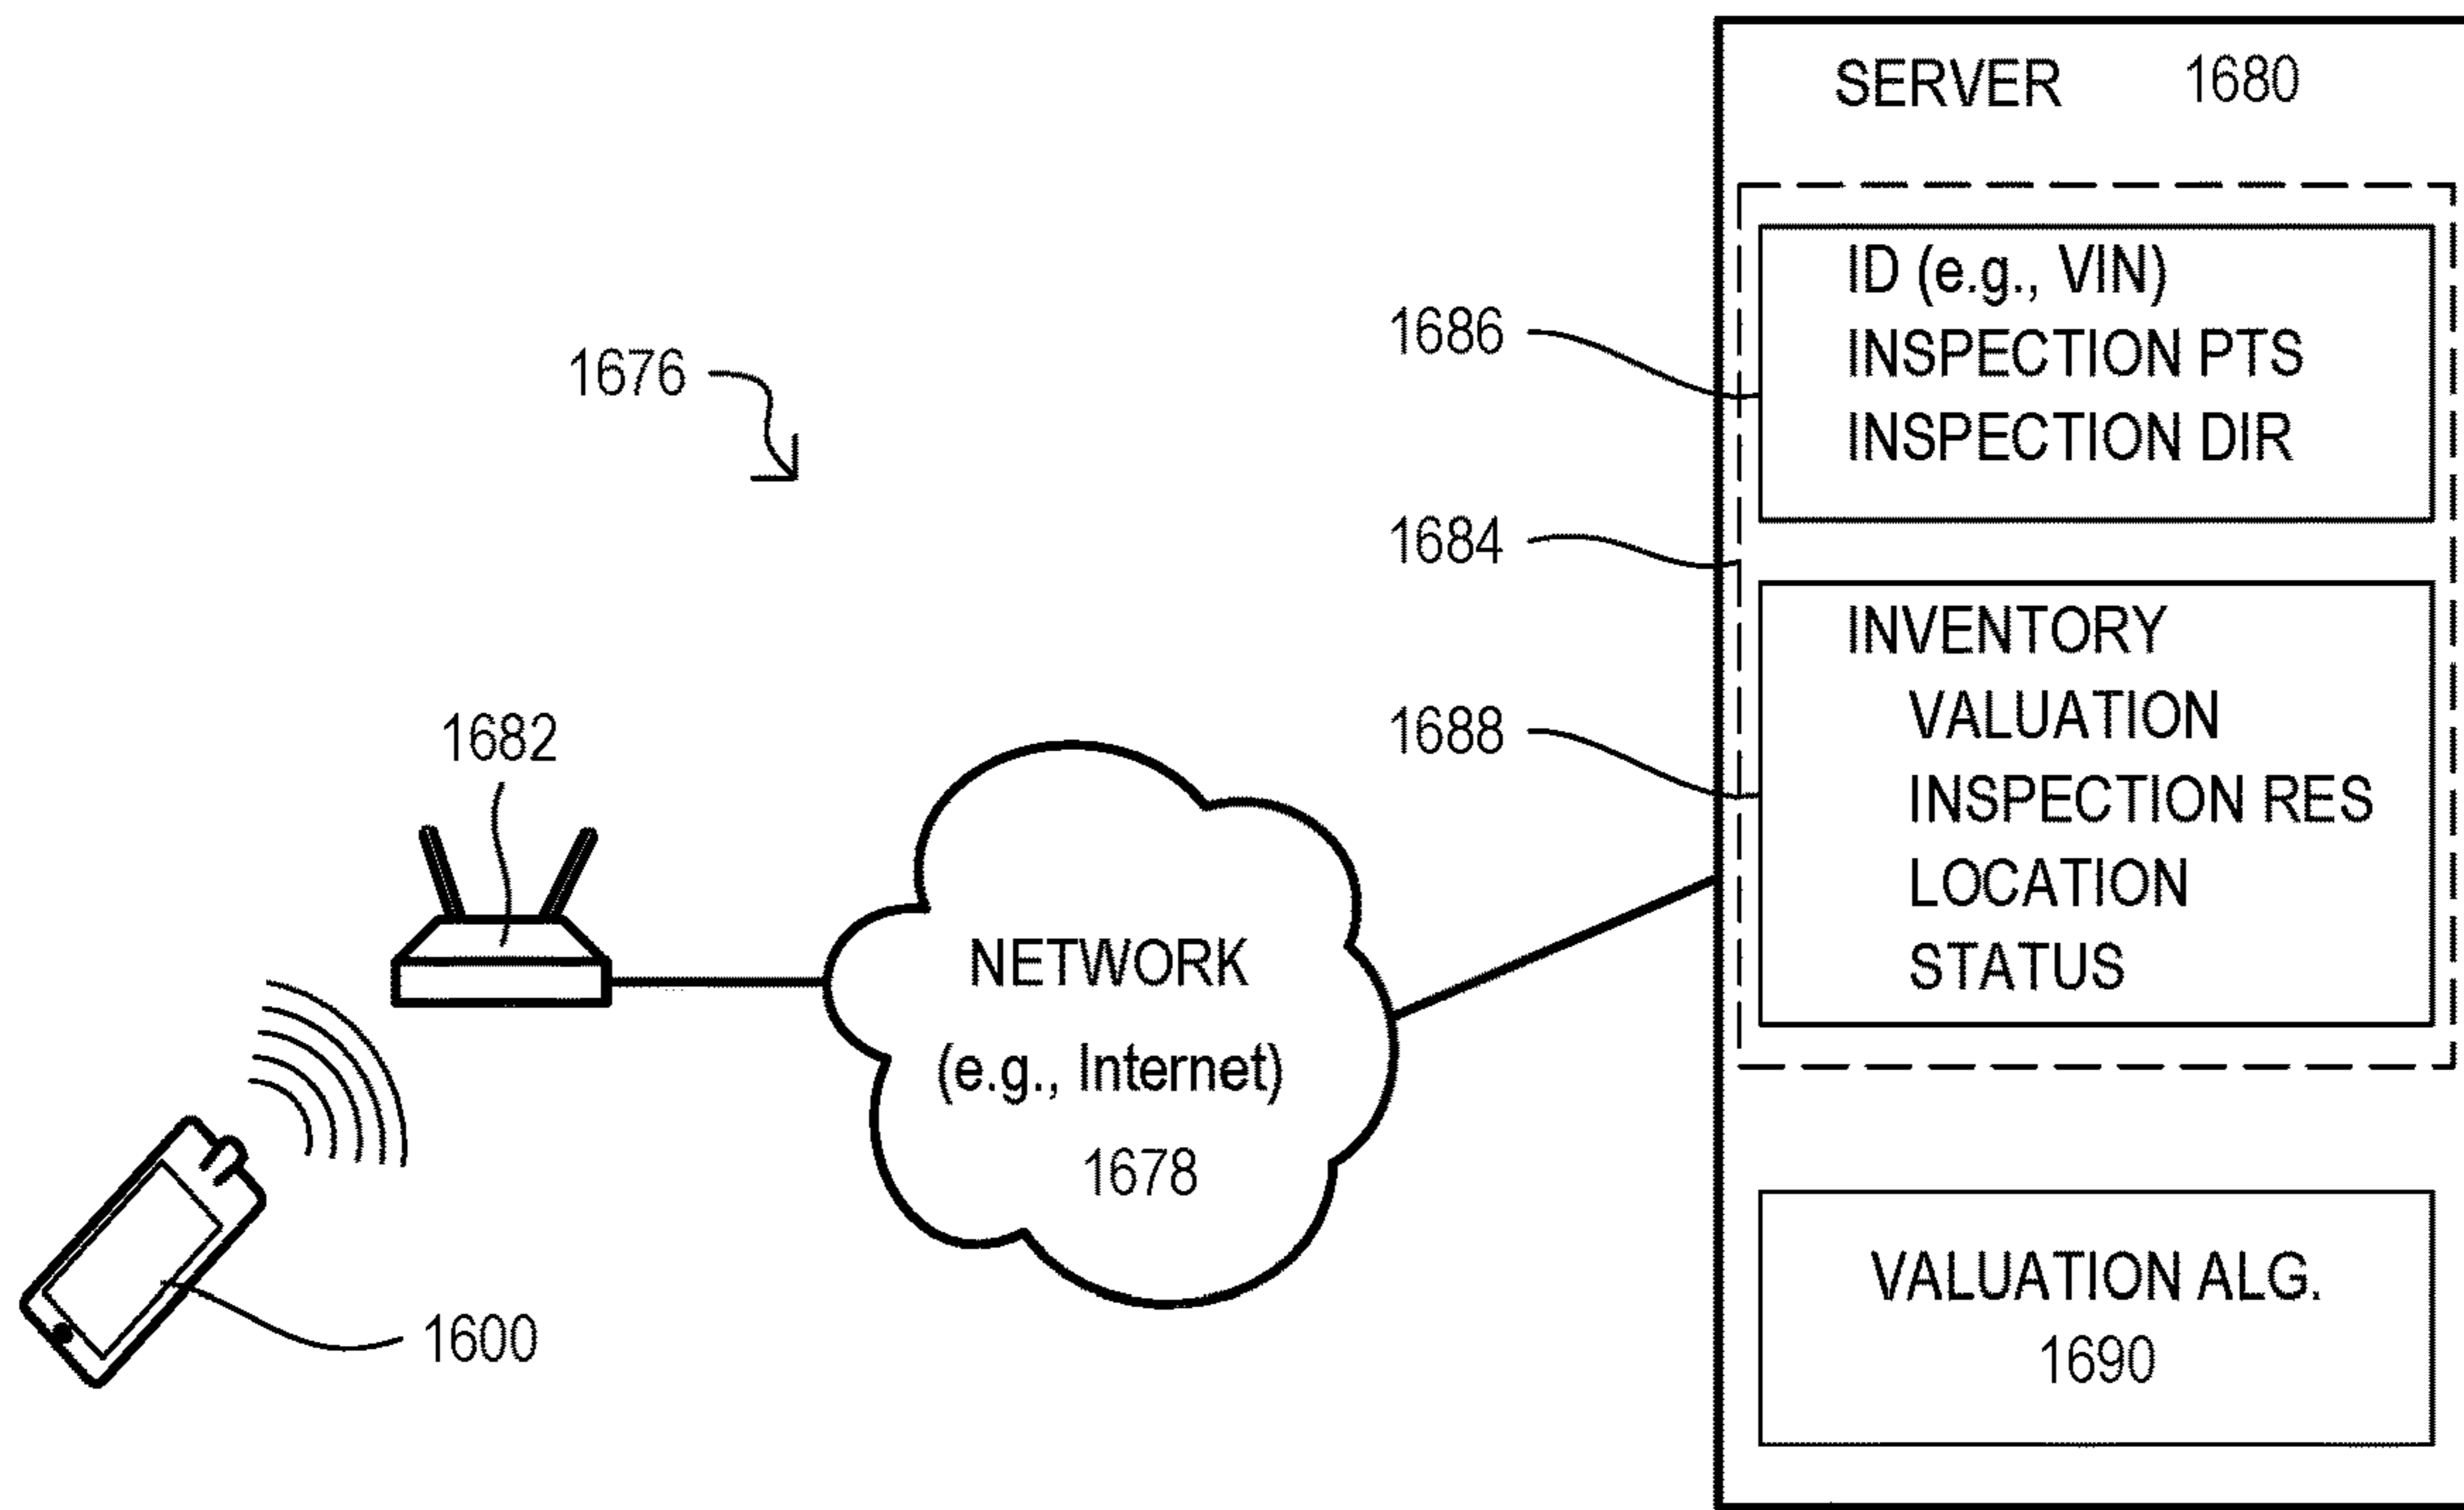 SERVER 1680
ID (e.g., VIN)
INSPECTION PTS
INSPECTION DIR
1686
1676
1684
INVENTORY
VALUATION
INSPECTION RES
LOCATION
STATUS
1688
1682
NETWORK
(e.g., Internet)
1678
1600
VALUATION ALG.
1690